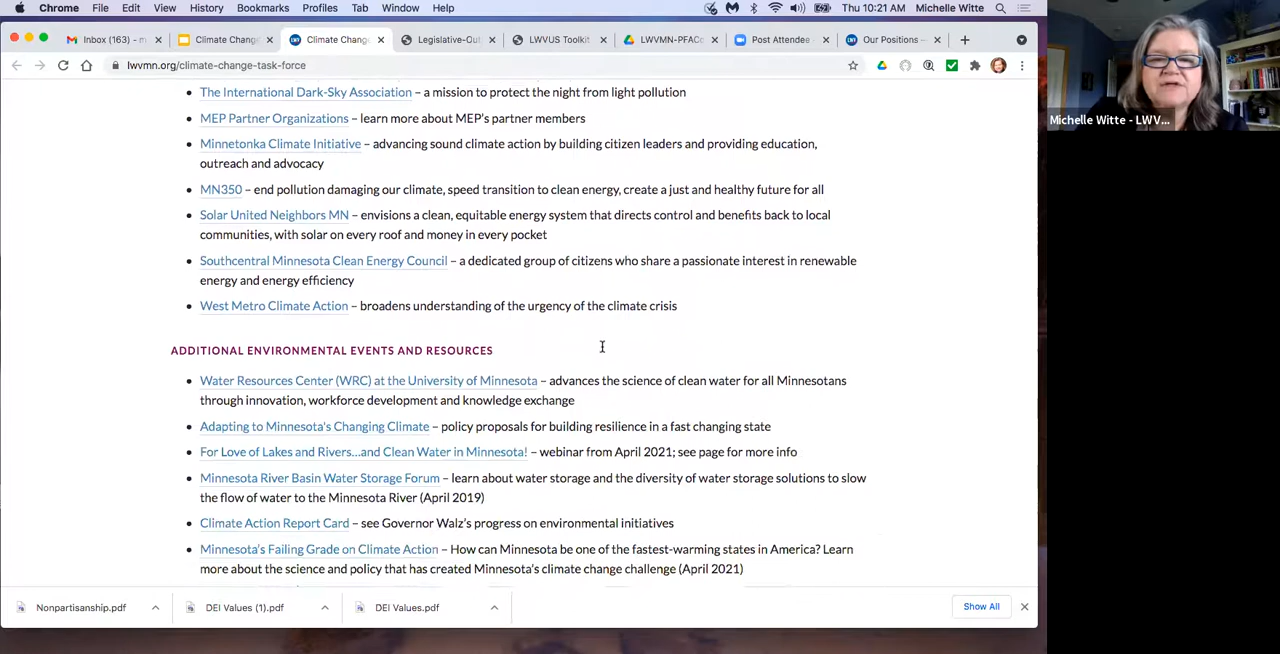 Chrome File Edit View History Bookmarks Profiles Tab Window Help Thu 10:21 AM Michelle Witte
Inbox (163) – m Climate Chang Climate Chang Legislative-Out LWVUS Toolkit LWVMN-PFACo Post Attendee Our Positions –
lwvmn.org/climate-change-task-force
Michelle Witte - LWV...
• The International Dark-Sky Association – a mission to protect the night from light pollution
• MEP Partner Organizations – learn more about MEP's partner members
• Minnetonka Climate Initiative – advancing sound climate action by building citizen leaders and providing education,
outreach and advocacy
• MN350 – end pollution damaging our climate, speed transition to clean energy, create a just and healthy future for all
• Solar United Neighbors MN – envisions a clean, equitable energy system that directs control and benefits back to local
communities, with solar on every roof and money in every pocket
• Southcentral Minnesota Clean Energy Council – a dedicated group of citizens who share a passionate interest in renewable
energy and energy efficiency
• West Metro Climate Action – broadens understanding of the urgency of the climate crisis
ADDITIONAL ENVIRONMENTAL EVENTS AND RESOURCES
• Water Resources Center (WRC) at the University of Minnesota – advances the science of clean water for all Minnesotans
through innovation, workforce development and knowledge exchange
• Adapting to Minnesota's Changing Climate – policy proposals for building resilience in a fast changing state
• For Love of Lakes and Rivers...and Clean Water in Minnesota! – webinar from April 2021; see page for more info
• Minnesota River Basin Water Storage Forum – learn about water storage and the diversity of water storage solutions to slow
the flow of water to the Minnesota River (April 2019)
• Climate Action Report Card – see Governor Walz's progress on environmental initiatives
• Minnesota's Failing Grade on Climate Action – How can Minnesota be one of the fastest-warming states in America? Learn
more about the science and policy that has created Minnesota's climate change challenge (April 2021)
Nonpartisanship.pdf DEI Values (1).pdf DEI Values.pdf Show All